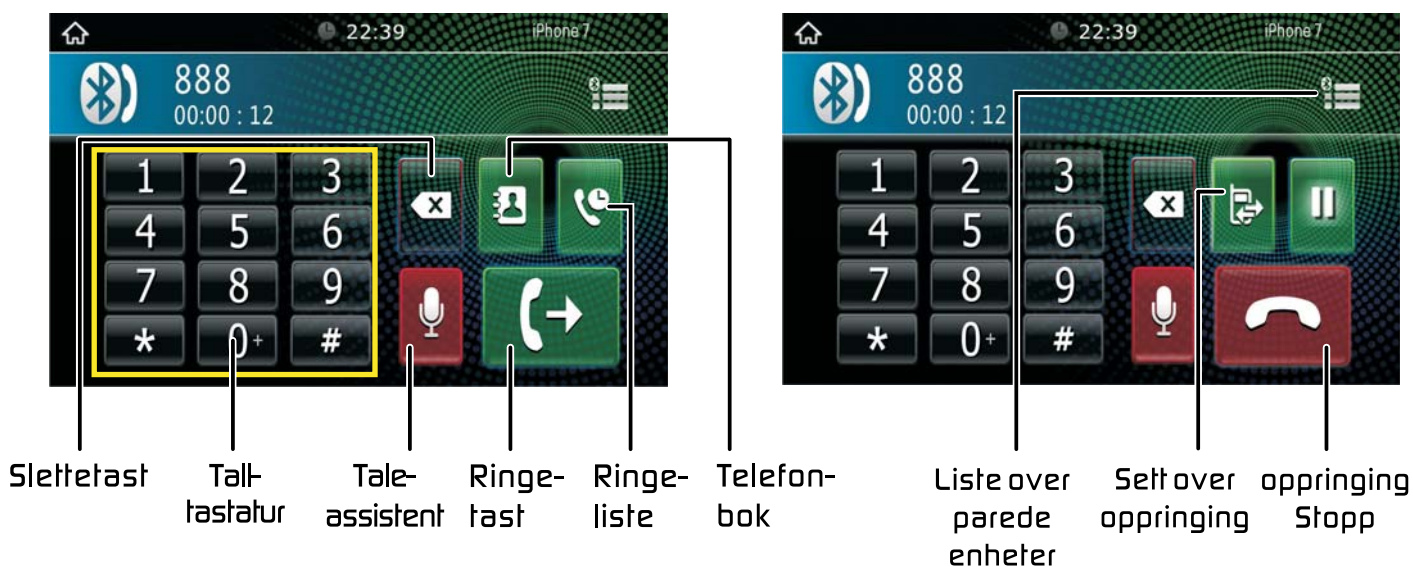 22:39 iPhone 7
888
00:00 : 12
1 2 3
4 5 6
7 8 9
* 0+ #
Slettetast
Tall-
tastatur
Tale-
assistent
Ringe-
tast
Ringe-
liste
Telefon-
bok
22:39 iPhone 7
888
00:00 : 12
1 2 3
4 5 6
7 8 9
* 0+ #
Liste over
parede
enheter
Sett over
oppringing
oppringing
Stopp